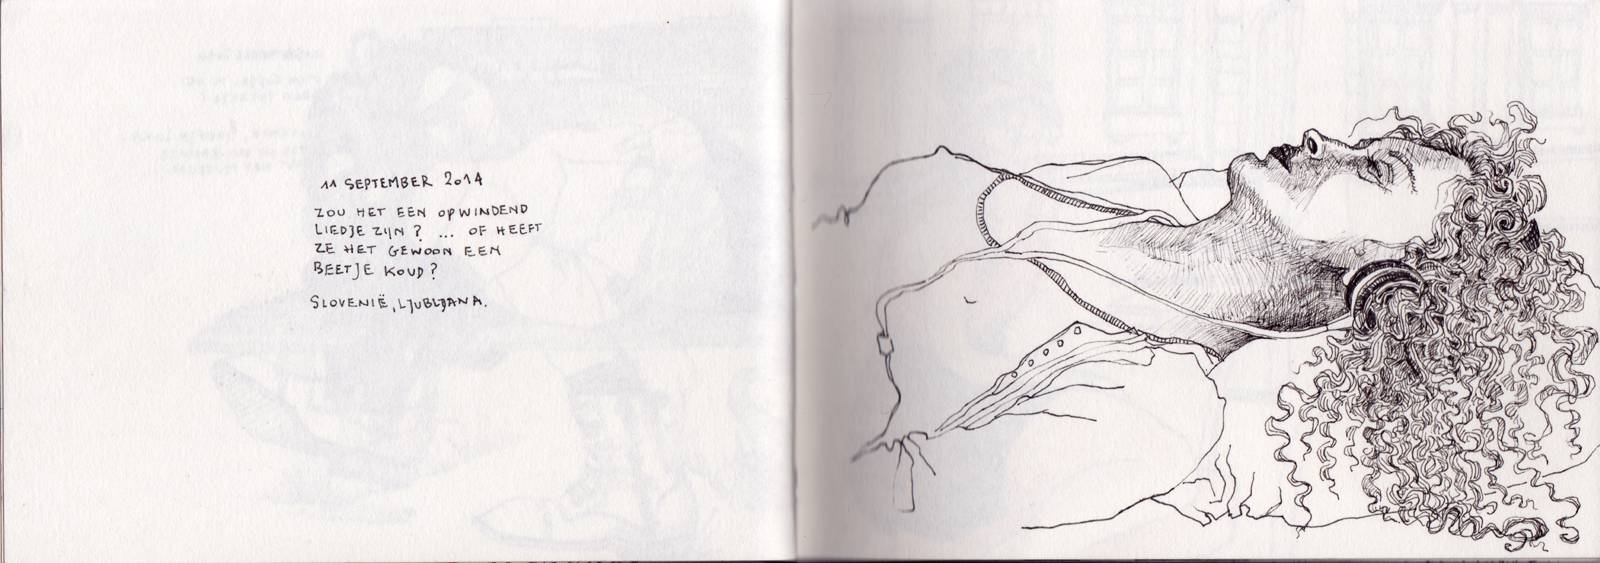 11 SEPTEMBER 2014
ZOU HET EEN OPWINDEND
LIEDJE ZIJN? ... OF HEEFT
ZE HET GEWOON EEN
BEETJE KOUD?
SLOVENIË, LJUBLJANA.